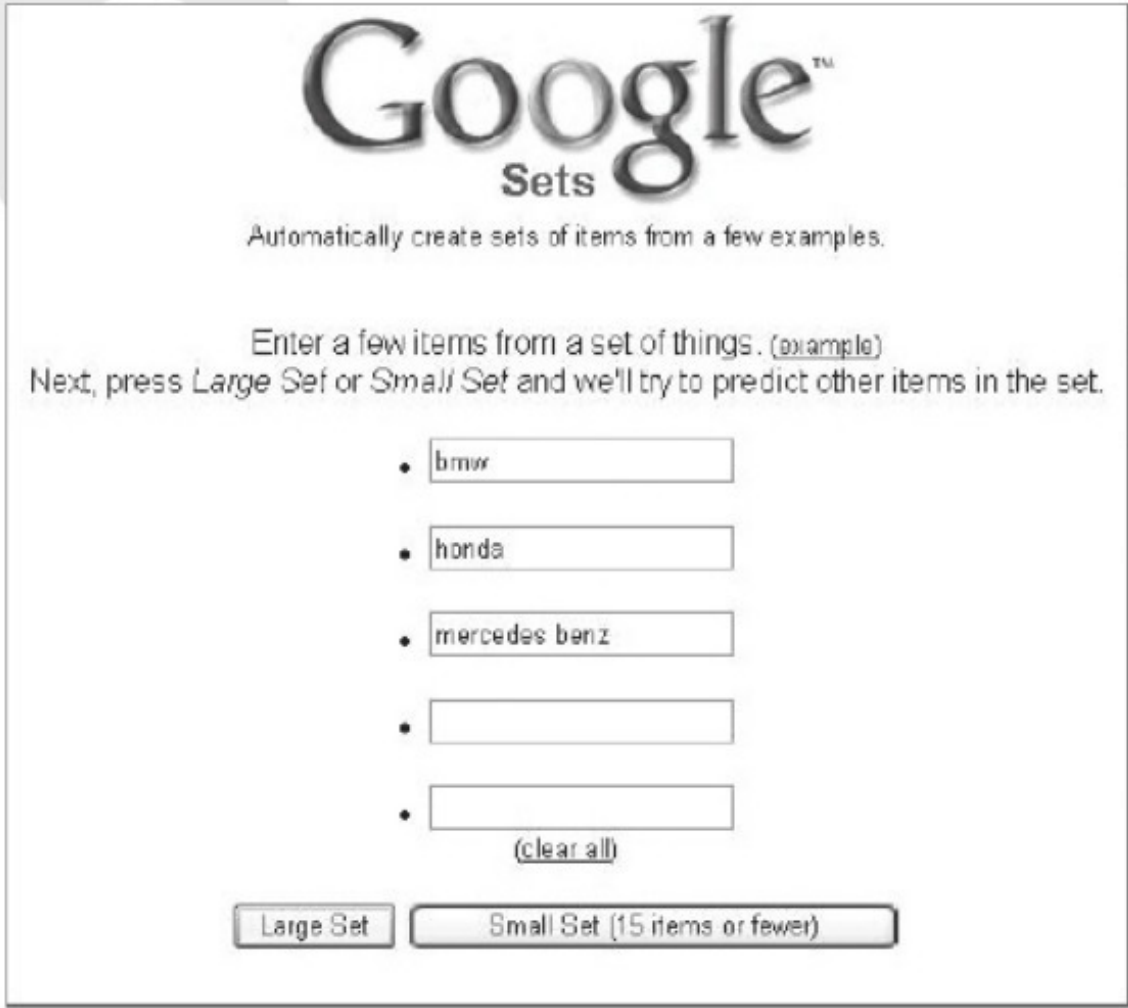 Google™
Sets
Automatically create sets of items from a few examples.
Enter a few items from a set of things. (example)
Next, press Large Set or Small Set and we'll try to predict other items in the set.
• bmw
• honda
• mercedes benz
•
•
(clear all)
Large Set Small Set (15 items or fewer)